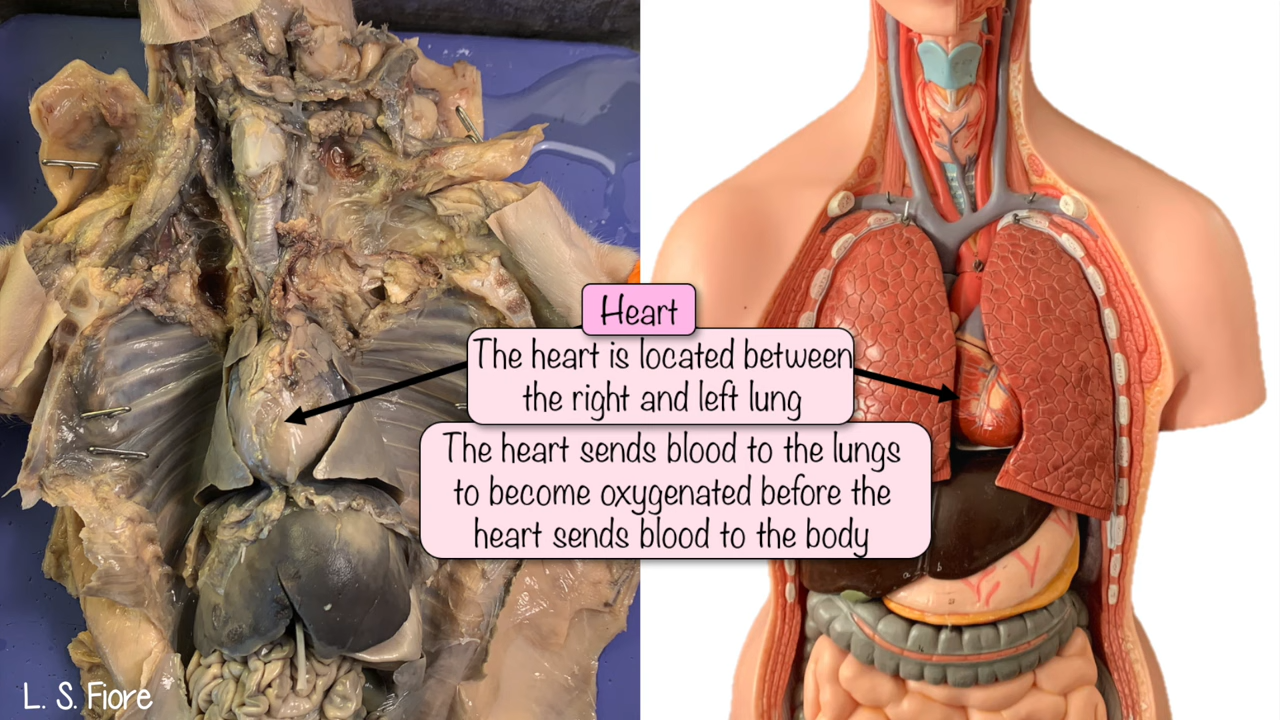 Heart
The heart is located between
the right and left lung
The heart sends blood to the lungs
to become oxygenated before the
heart sends blood to the body
L. S. Fiore